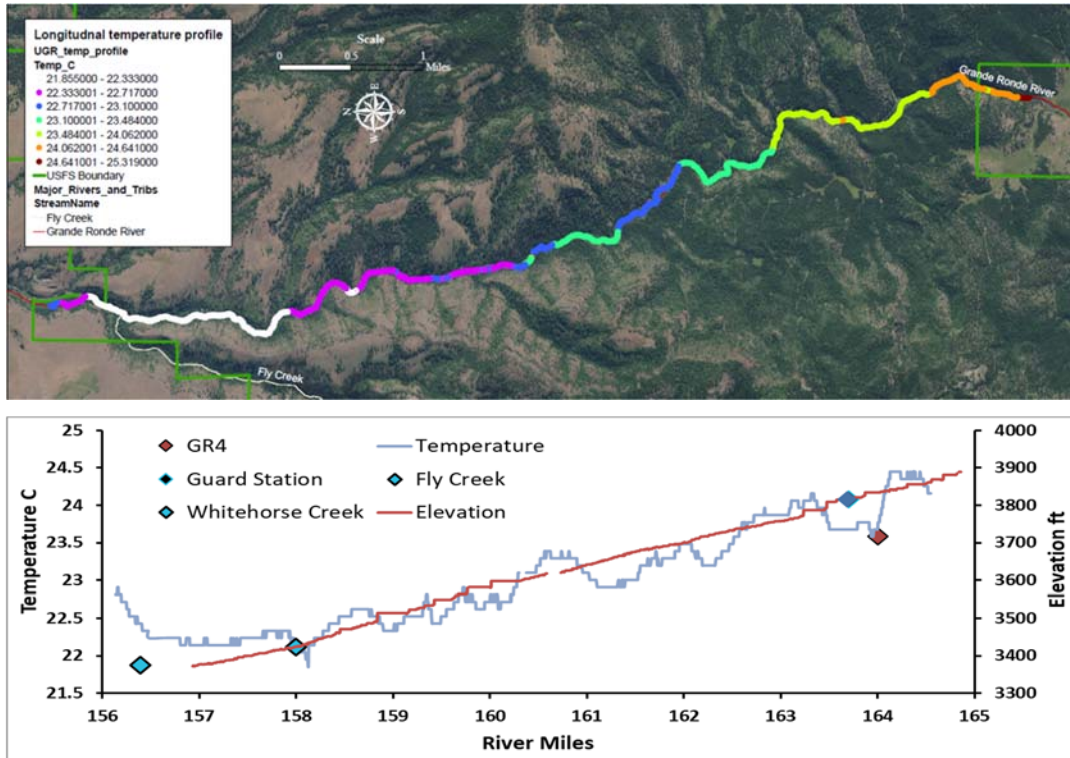 Longitudnal temperature profile
UGR_temp_profile
Temp_C
21.855000 - 22.333000
22.333001 - 22.717000
22.717001 - 23.100000
23.100001 - 23.484000
23.484001 - 24.062000
24.062001 - 24.641000
24.641001 - 25.319000
USFS Boundary
Major_Rivers_and_Tribs
StreamName
Fly Creek
Grande Ronde River
Scale
0 0.5 1
Miles
N E S W
Grande Ronde River
Fly Creek
25
24.5
24
23.5
23
22.5
22
21.5
Temperature C
GR4
Temperature
Guard Station
Fly Creek
Whitehorse Creek
Elevation
4000
3900
3800
3700
3600
3500
3400
3300
Elevation ft
156 157 158 159 160 161 162 163 164 165
River Miles